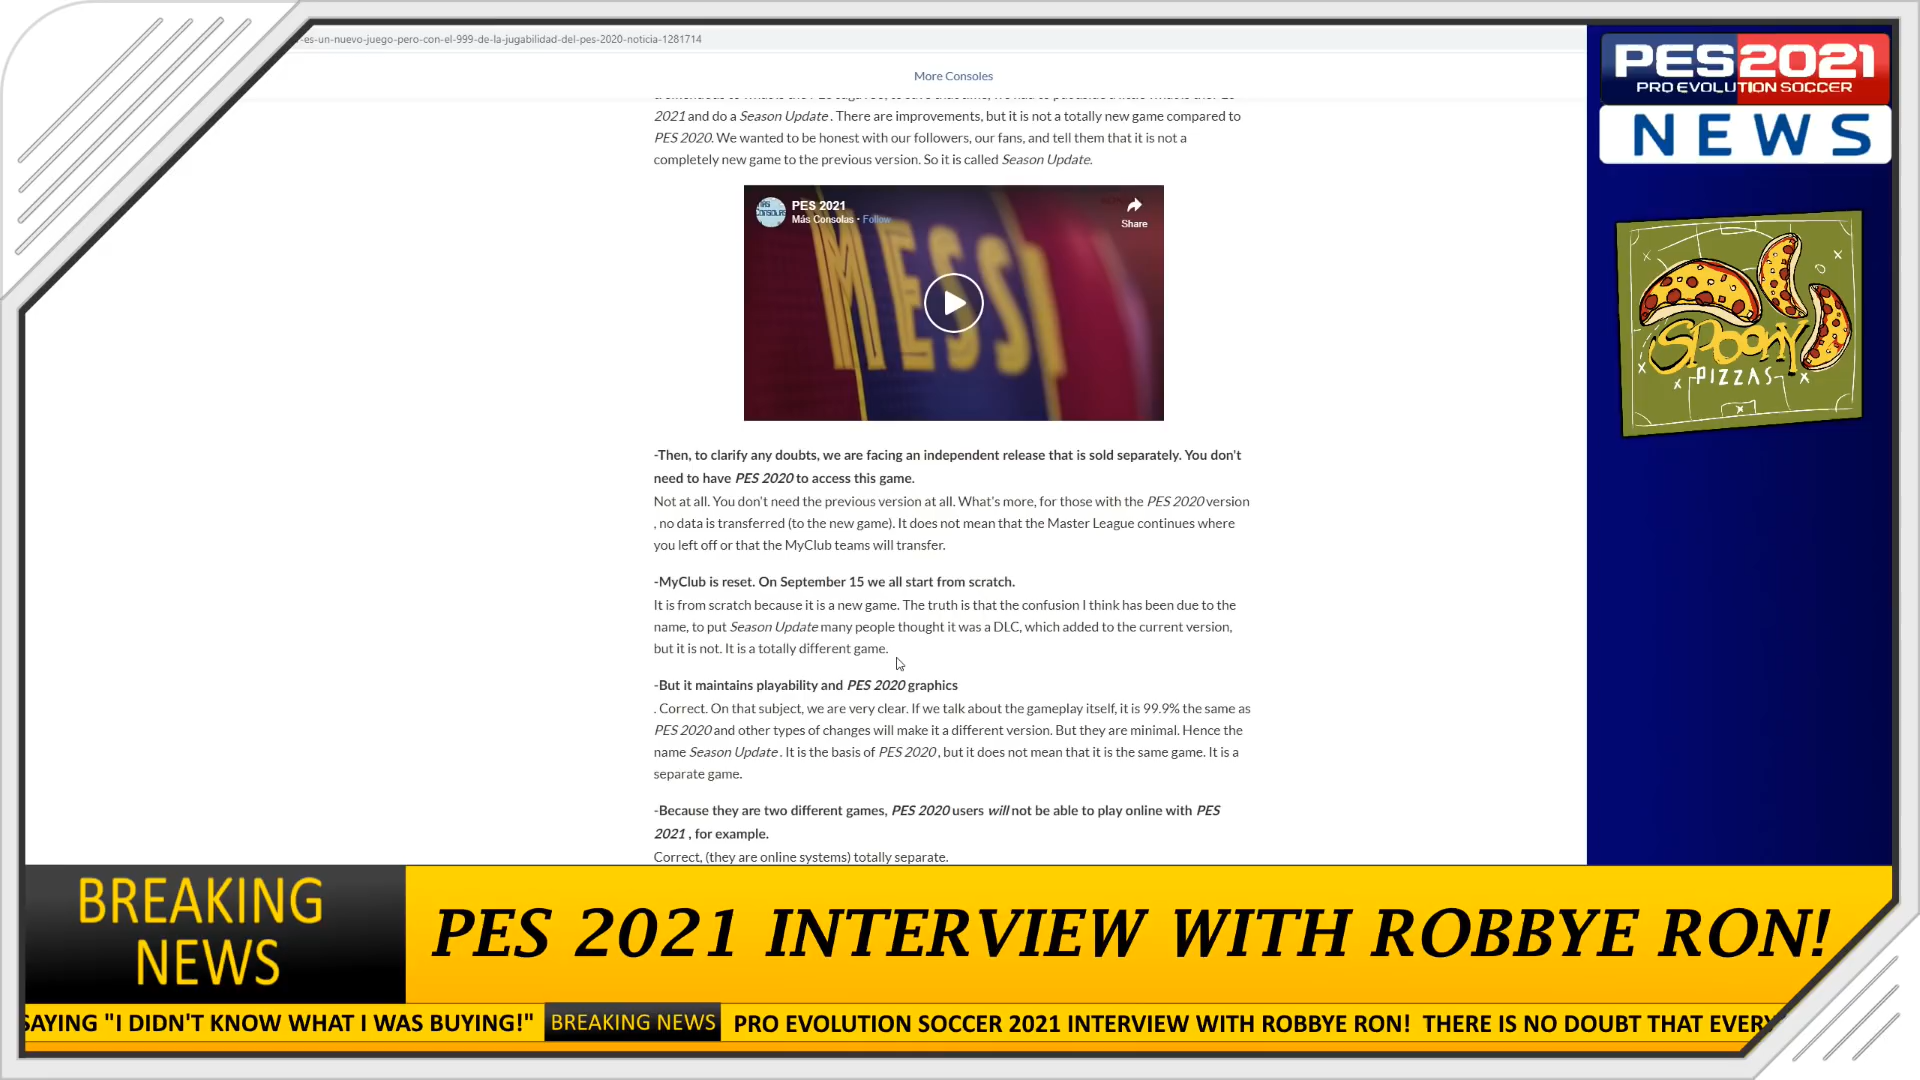 -es-un-nuevo-juego-pero-con-el-999-de-la-jugabilidad-del-pes-2020-noticia-1281714
More Consoles
2021 and do a Season Update . There are improvements, but it is not a totally new game compared to
PES 2020. We wanted to be honest with our followers, our fans, and tell them that it is not a
completely new game to the previous version. So it is called Season Update.
PES 2021
Más Consolas · Follow
Share
MESSI
-Then, to clarify any doubts, we are facing an independent release that is sold separately. You don't
need to have PES 2020 to access this game.
Not at all. You don't need the previous version at all. What's more, for those with the PES 2020 version
, no data is transferred (to the new game). It does not mean that the Master League continues where
you left off or that the MyClub teams will transfer.
-MyClub is reset. On September 15 we all start from scratch.
It is from scratch because it is a new game. The truth is that the confusion I think has been due to the
name, to put Season Update many people thought it was a DLC, which added to the current version,
but it is not. It is a totally different game.
-But it maintains playability and PES 2020 graphics
. Correct. On that subject, we are very clear. If we talk about the gameplay itself, it is 99.9% the same as
PES 2020 and other types of changes will make it a different version. But they are minimal. Hence the
name Season Update . It is the basis of PES 2020 , but it does not mean that it is the same game. It is a
separate game.
-Because they are two different games, PES 2020 users will not be able to play online with PES
2021 , for example.
Correct, (they are online systems) totally separate.
PES2021
PRO EVOLUTION SOCCER
NEWS
SPOONY
PIZZAS
BREAKING
NEWS
PES 2021 INTERVIEW WITH ROBBYE RON!
SAYING "I DIDN'T KNOW WHAT I WAS BUYING!" BREAKING NEWS PRO EVOLUTION SOCCER 2021 INTERVIEW WITH ROBBYE RON! THERE IS NO DOUBT THAT EVERY